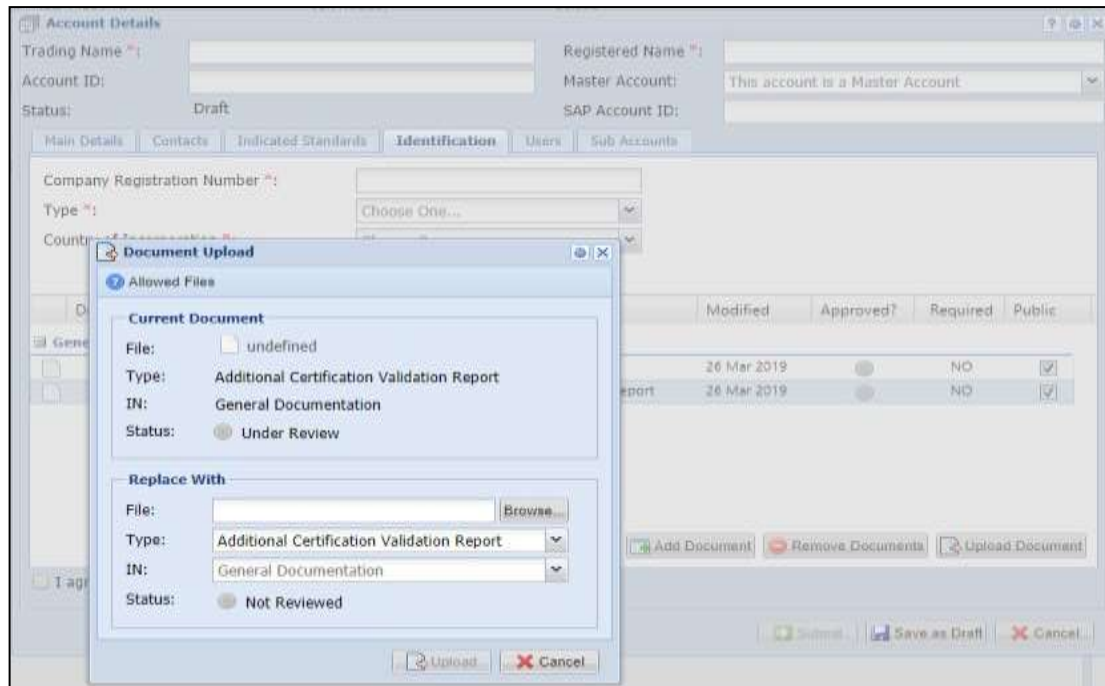 Account Details
Trading Name *:
Registered Name *:
Account ID:
Master Account: This account is a Master Account
Status: Draft
SAP Account ID:
Main Details Contacts Indicated Standards Identification Users Sub Accounts
Company Registration Number *:
Type *: Choose One...
Document Upload
Allowed Files
Modified Approved? Required Public
Current Document
File: undefined
26 Mar 2019 NO
Type: Additional Certification Validation Report
26 Mar 2019 NO
IN: General Documentation
Status: Under Review
Replace With
File: Browse...
Type: Additional Certification Validation Report
Add Document Remove Documents Upload Document
IN: General Documentation
Status: Not Reviewed
Submit Save as Draft Cancel
Upload Cancel